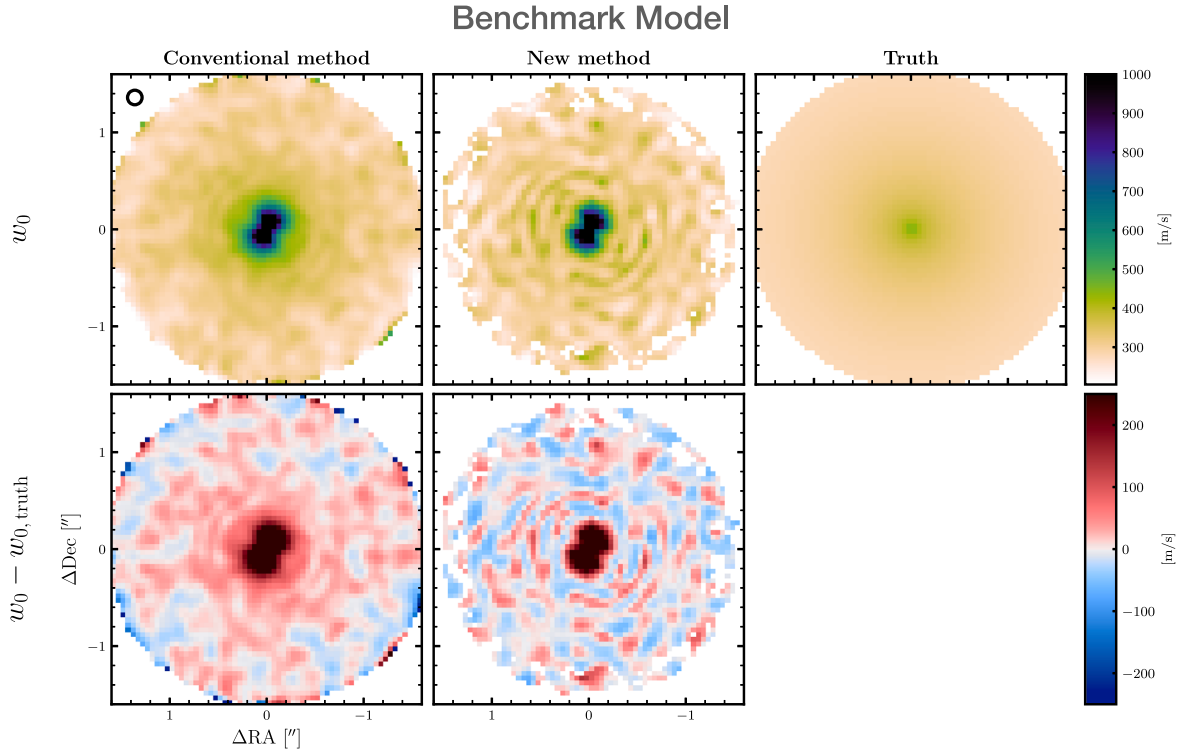 Benchmark Model
Conventional method New method Truth
w₀
1
0
−1
1000
900
800
700
600
500
400
300
[m/s]
w₀ − w₀,truth
ΔDec [″]
1
0
−1
200
100
0
−100
−200
[m/s]
1 0 −1 1 0 −1
ΔRA [″]